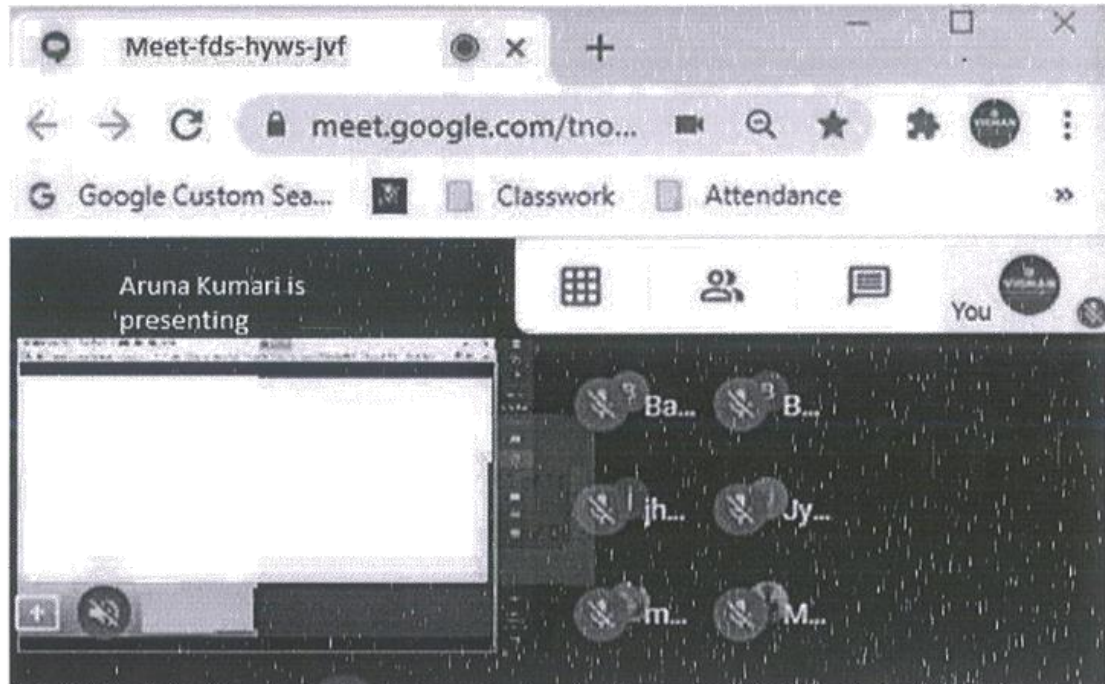 Meet-fds-hyws-jvf
meet.google.com/tno...
G Google Custom Sea... Classwork Attendance
Aruna Kumari is
presenting
You
Ba... B...
jh... Jy...
m... M...